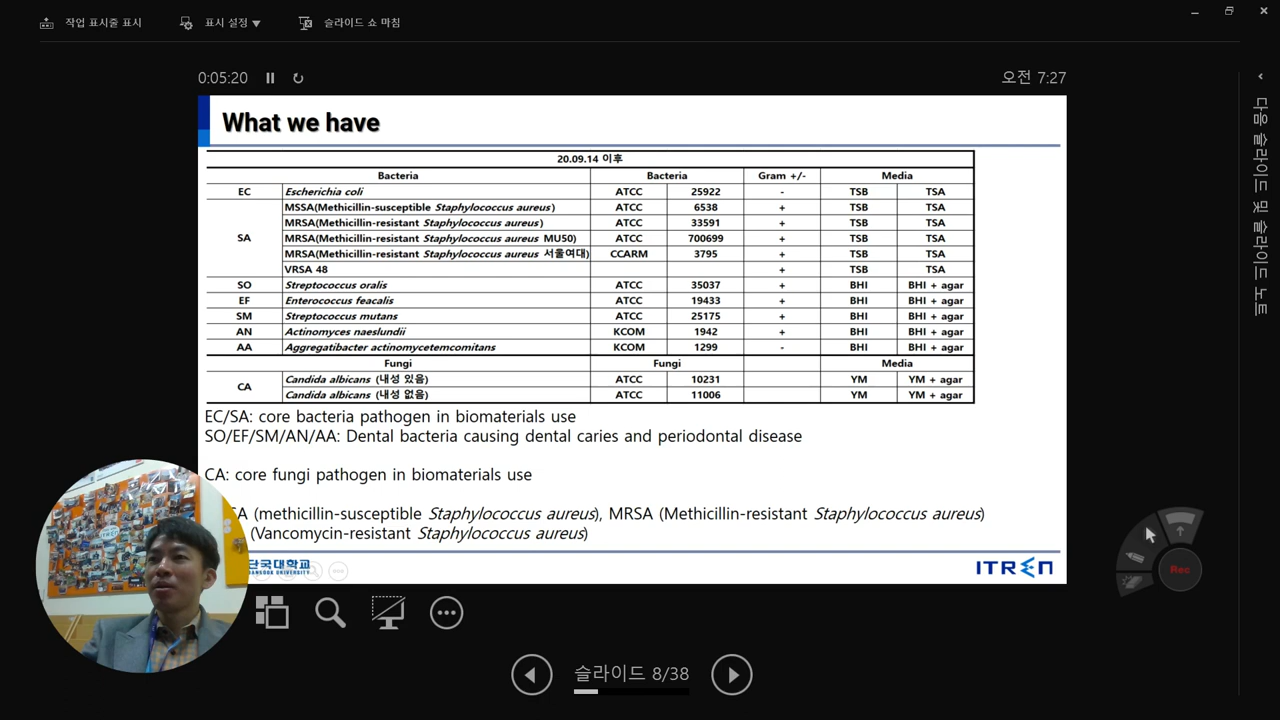 작업 표시줄 표시 표시 설정 ▼ 슬라이드 쇼 마침
0:05:20 오전 7:27
다음 슬라이드 및 슬라이드 노트
What we have
20.09.14 이후
Bacteria Bacteria Gram +/- Media
EC Escherichia coli ATCC 25922 - TSB TSA
SA
MSSA(Methicillin-susceptible Staphylococcus aureus) ATCC 6538 + TSB TSA
MRSA(Methicillin-resistant Staphylococcus aureus) ATCC 33591 + TSB TSA
MRSA(Methicillin-resistant Staphylococcus aureus MU50) ATCC 700699 + TSB TSA
MRSA(Methicillin-resistant Staphylococcus aureus 서울여대) CCARM 3795 + TSB TSA
VRSA 48 + TSB TSA
SO Streptococcus oralis ATCC 35037 + BHI BHI + agar
EF Enterococcus feacalis ATCC 19433 + BHI BHI + agar
SM Streptococcus mutans ATCC 25175 + BHI BHI + agar
AN Actinomyces naeslundii KCOM 1942 + BHI BHI + agar
AA Aggregatibacter actinomycetemcomitans KCOM 1299 - BHI BHI + agar
Fungi Fungi Media
CA
Candida albicans (내성 있음) ATCC 10231 YM YM + agar
Candida albicans (내성 없음) ATCC 11006 YM YM + agar
EC/SA: core bacteria pathogen in biomaterials use
SO/EF/SM/AN/AA: Dental bacteria causing dental caries and periodontal disease
CA: core fungi pathogen in biomaterials use
(methicillin-susceptible Staphylococcus aureus), MRSA (Methicillin-resistant Staphylococcus aureus)
(Vancomycin-resistant Staphylococcus aureus)
단국대학교
ITREN
Rec
슬라이드 8/38